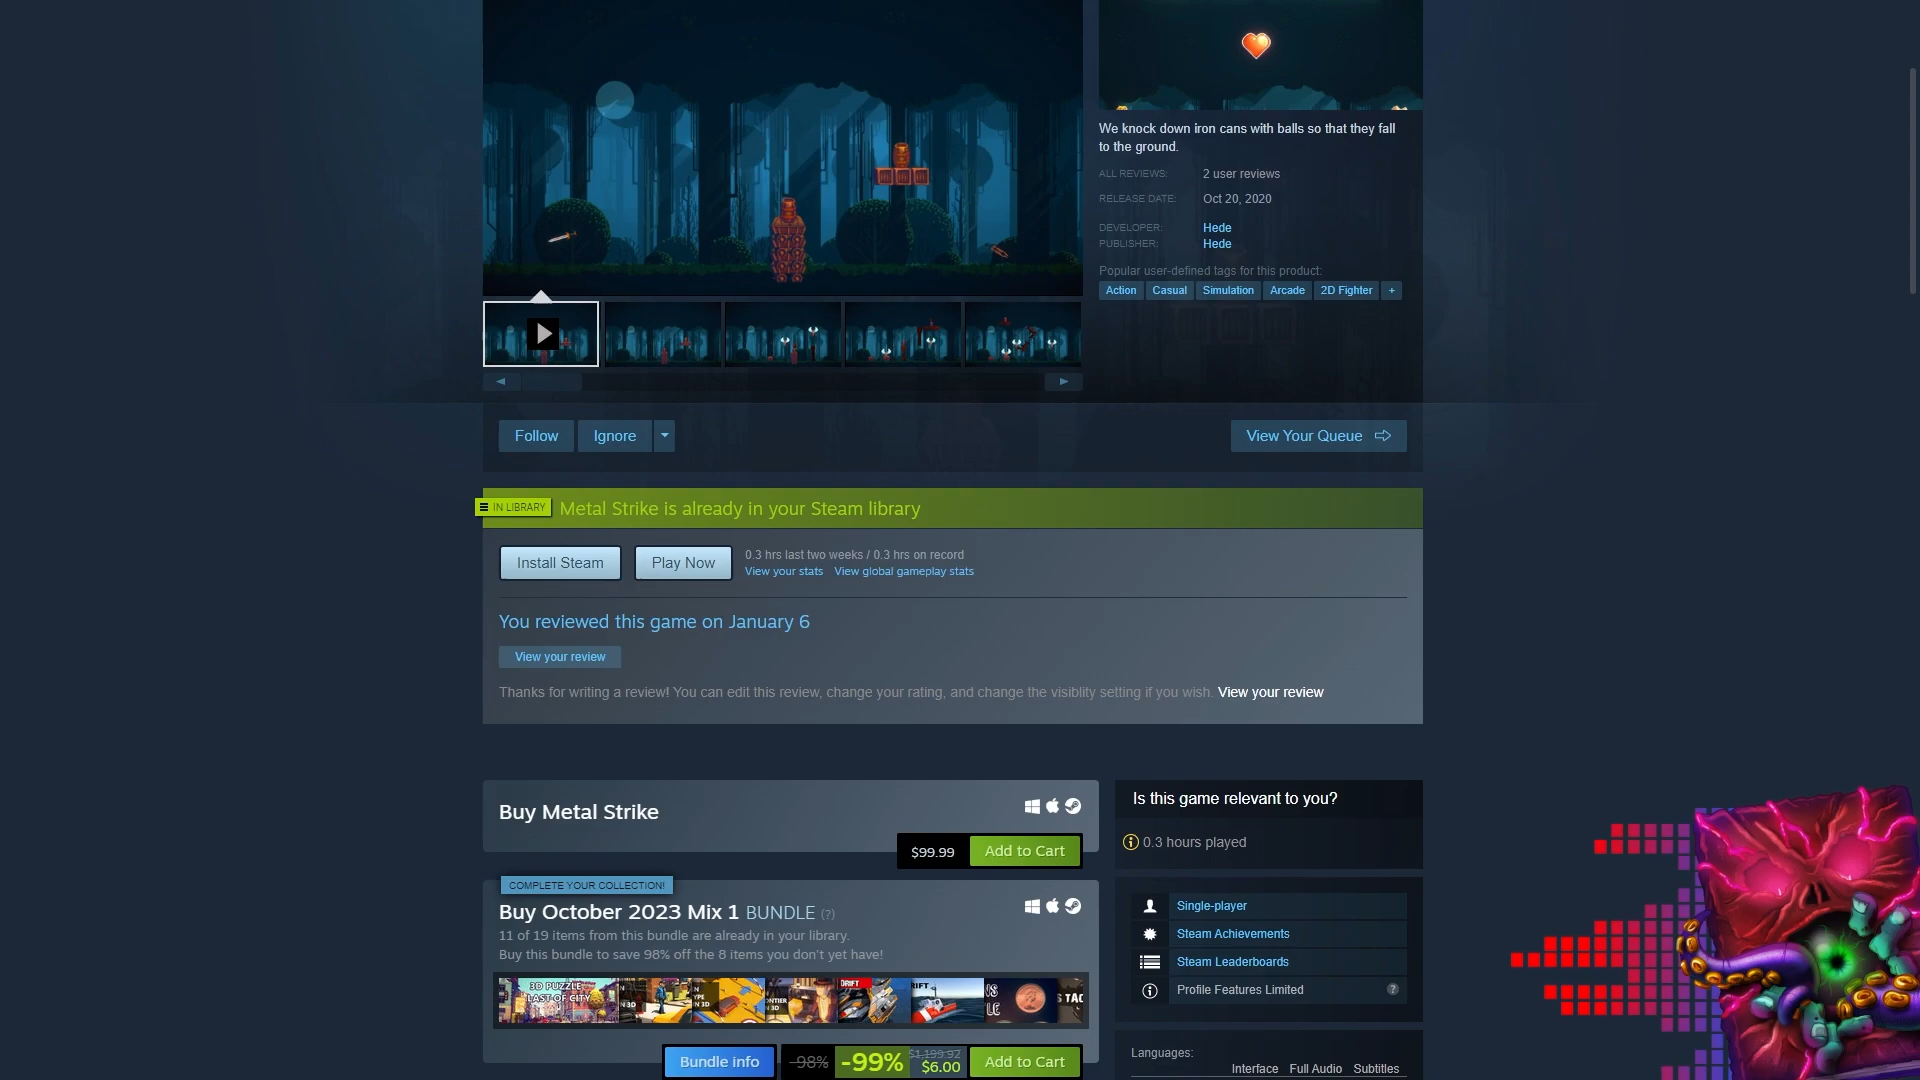 We knock down iron cans with balls so that they fall
to the ground.
ALL REVIEWS: 2 user reviews
RELEASE DATE: Oct 20, 2020
DEVELOPER: Hede
PUBLISHER: Hede
Popular user-defined tags for this product:
Action Casual Simulation Arcade 2D Fighter +
Follow Ignore View Your Queue
IN LIBRARY Metal Strike is already in your Steam library
Install Steam Play Now 0.3 hrs last two weeks / 0.3 hrs on record
View your stats View global gameplay stats
You reviewed this game on January 6
View your review
Thanks for writing a review! You can edit this review, change your rating, and change the visiblity setting if you wish. View your review
Buy Metal Strike
$99.99 Add to Cart
COMPLETE YOUR COLLECTION!
Buy October 2023 Mix 1 BUNDLE (?)
11 of 19 items from this bundle are already in your library.
Buy this bundle to save 98% off the 8 items you don't yet have!
3D PUZZLE
LAST OF CITY
DRIFT
Bundle info -98% -99% $1,199.92 $6.00 Add to Cart
Is this game relevant to you?
0.3 hours played
Single-player
Steam Achievements
Steam Leaderboards
Profile Features Limited ?
Languages:
Interface Full Audio Subtitles